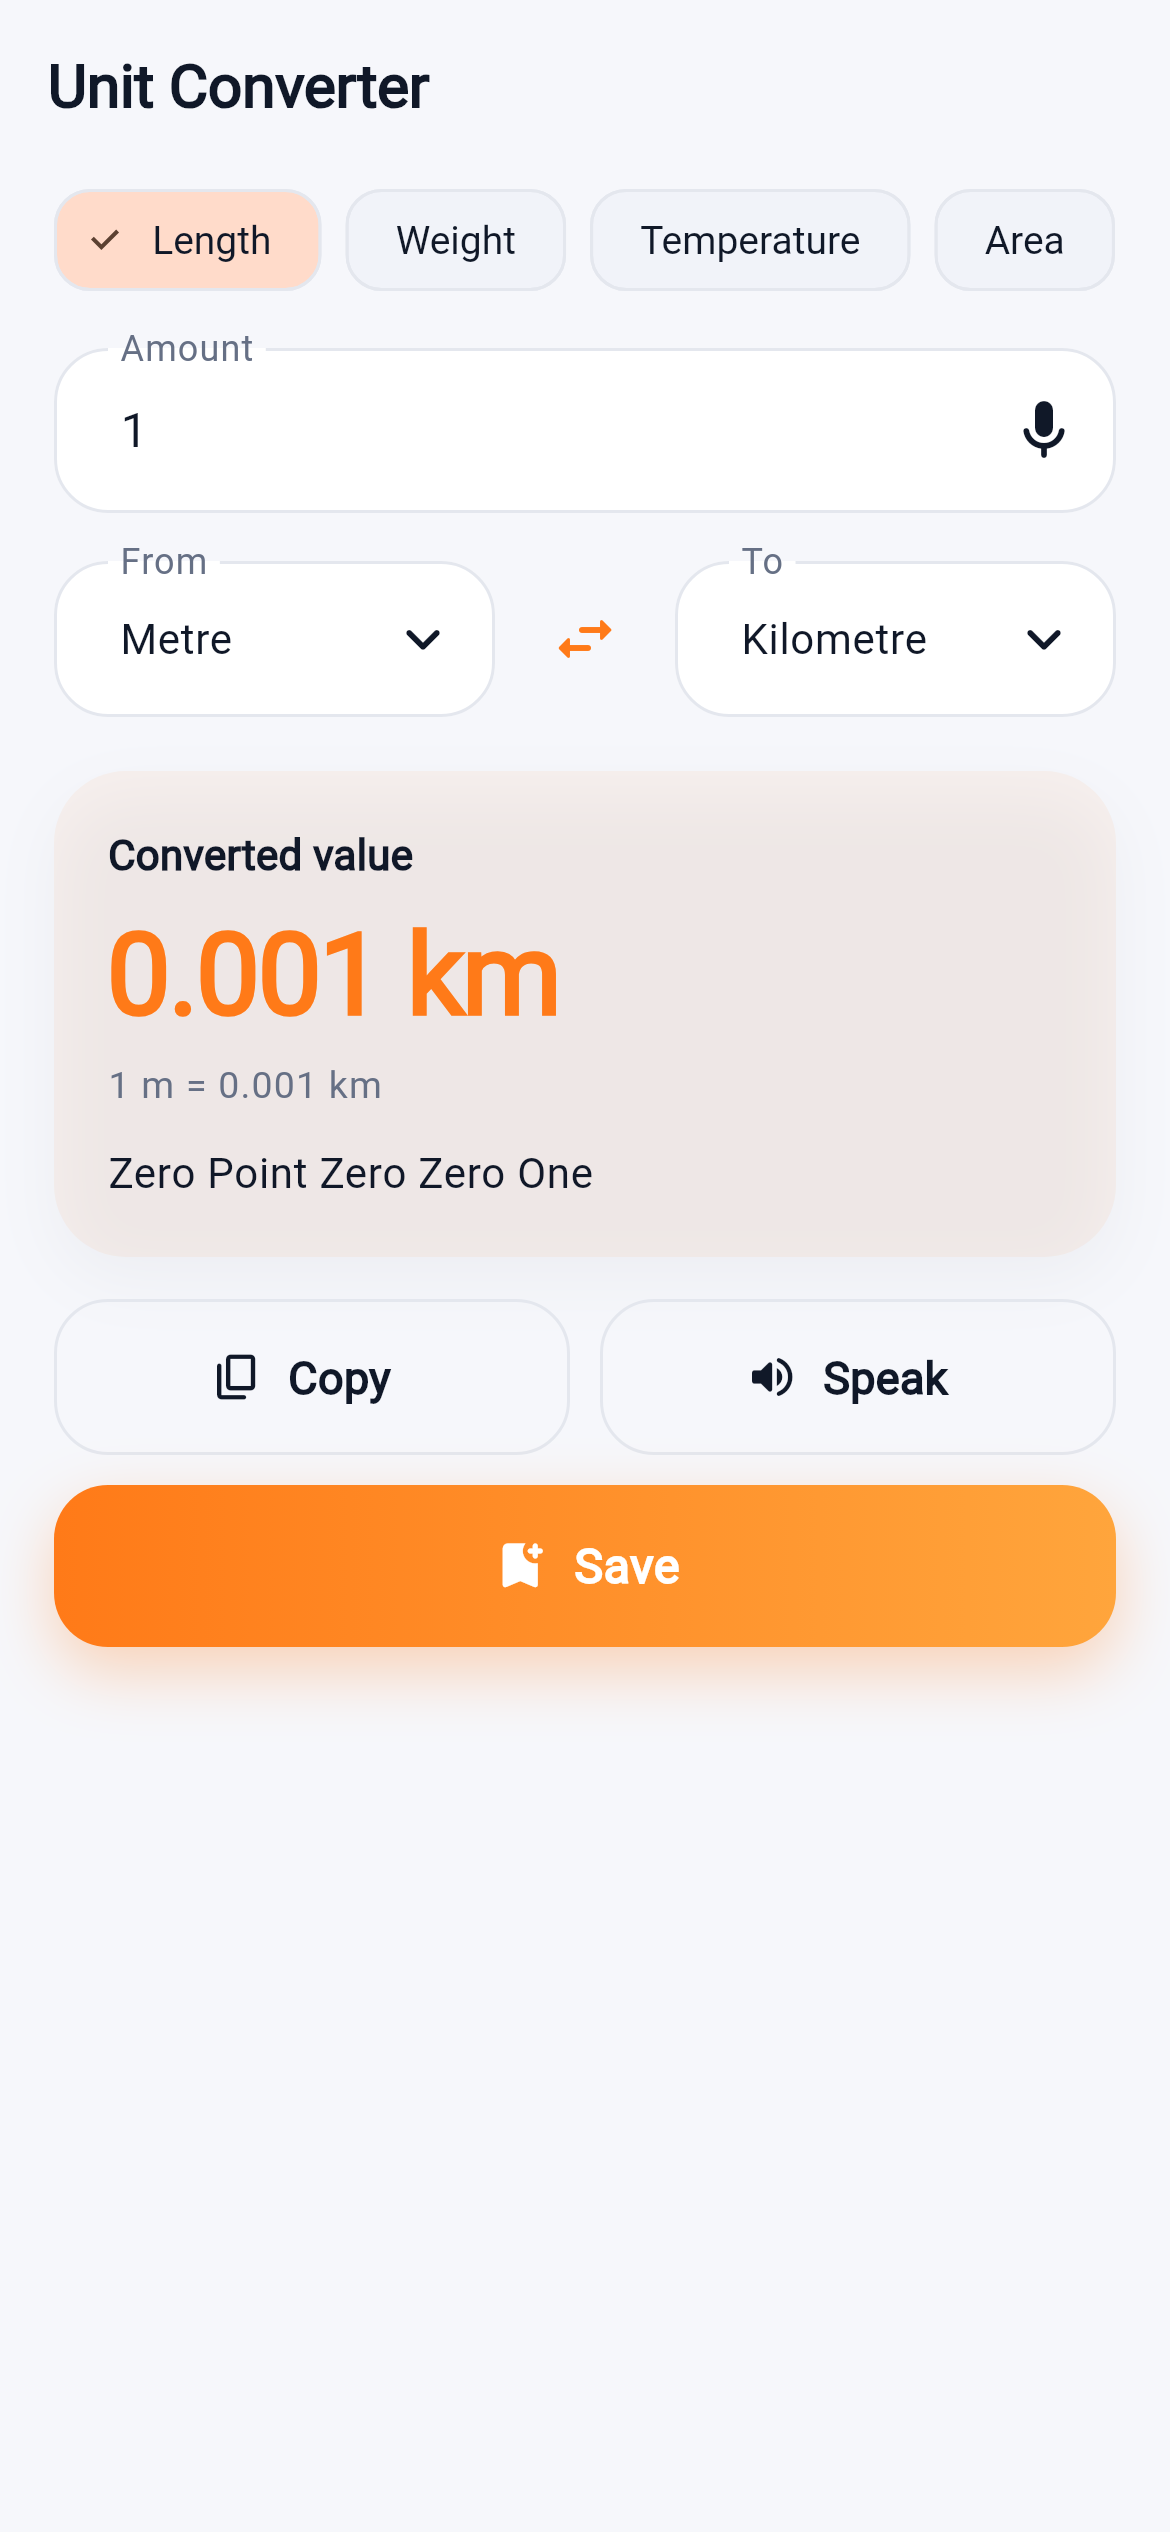 Unit Converter
Length Weight Temperature Area
Amount
1
From To
Metre Kilometre
Converted value
0.001 km
1 m = 0.001 km
Zero Point Zero Zero One
Copy Speak
Save